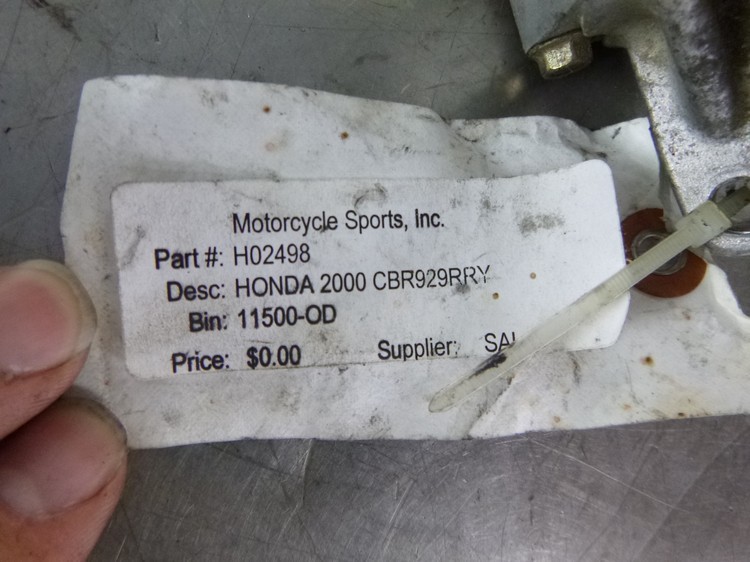 Motorcycle Sports, Inc.
Part #: H02498
Desc: HONDA 2000 CBR929RRY
Bin: 11500-OD
Price: $0.00 Supplier: